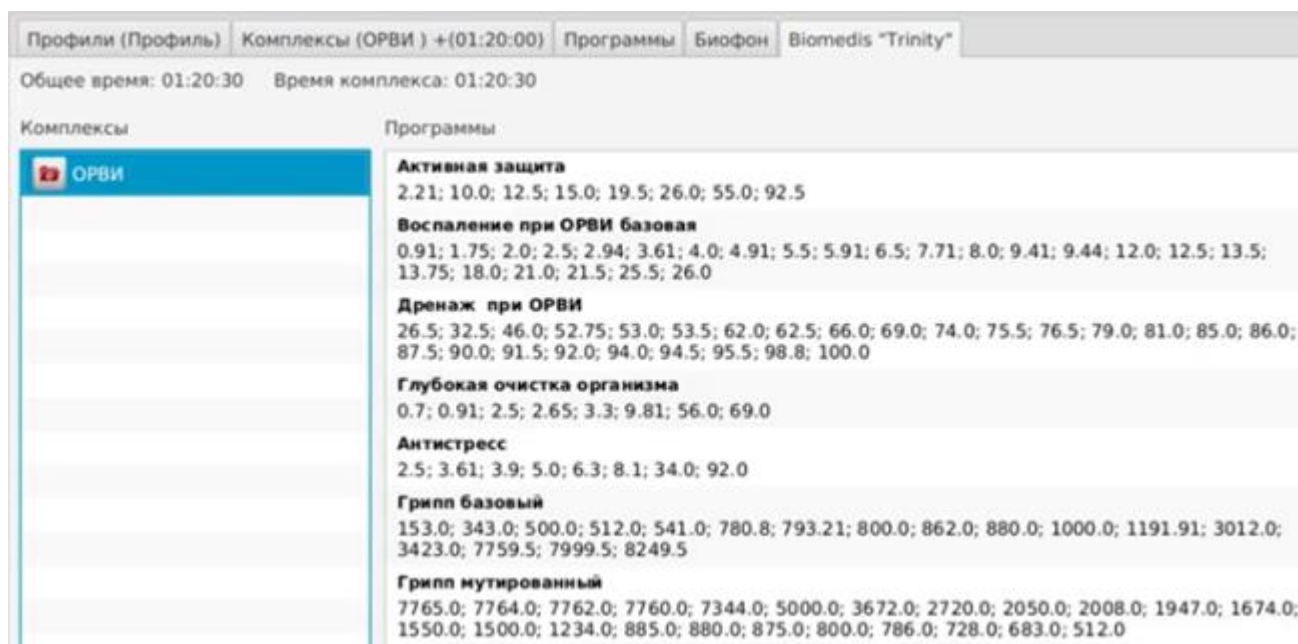 Профили (Профиль) Комплексы (ОРВИ ) +(01:20:00) Программы Биофон Biomedis "Trinity"
Общее время: 01:20:30 Время комплекса: 01:20:30
Комплексы Программы
ОРВИ
Активная защита
2.21; 10.0; 12.5; 15.0; 19.5; 26.0; 55.0; 92.5
Воспаление при ОРВИ базовая
0.91; 1.75; 2.0; 2.5; 2.94; 3.61; 4.0; 4.91; 5.5; 5.91; 6.5; 7.71; 8.0; 9.41; 9.44; 12.0; 12.5; 13.5;
13.75; 18.0; 21.0; 21.5; 25.5; 26.0
Дренаж при ОРВИ
26.5; 32.5; 46.0; 52.75; 53.0; 53.5; 62.0; 62.5; 66.0; 69.0; 74.0; 75.5; 76.5; 79.0; 81.0; 85.0; 86.0;
87.5; 90.0; 91.5; 92.0; 94.0; 94.5; 95.5; 98.8; 100.0
Глубокая очистка организма
0.7; 0.91; 2.5; 2.65; 3.3; 9.81; 56.0; 69.0
Антистресс
2.5; 3.61; 3.9; 5.0; 6.3; 8.1; 34.0; 92.0
Грипп базовый
153.0; 343.0; 500.0; 512.0; 541.0; 780.8; 793.21; 800.0; 862.0; 880.0; 1000.0; 1191.91; 3012.0;
3423.0; 7759.5; 7999.5; 8249.5
Грипп мутированный
7765.0; 7764.0; 7762.0; 7760.0; 7344.0; 5000.0; 3672.0; 2720.0; 2050.0; 2008.0; 1947.0; 1674.0;
1550.0; 1500.0; 1234.0; 885.0; 880.0; 875.0; 800.0; 786.0; 728.0; 683.0; 512.0